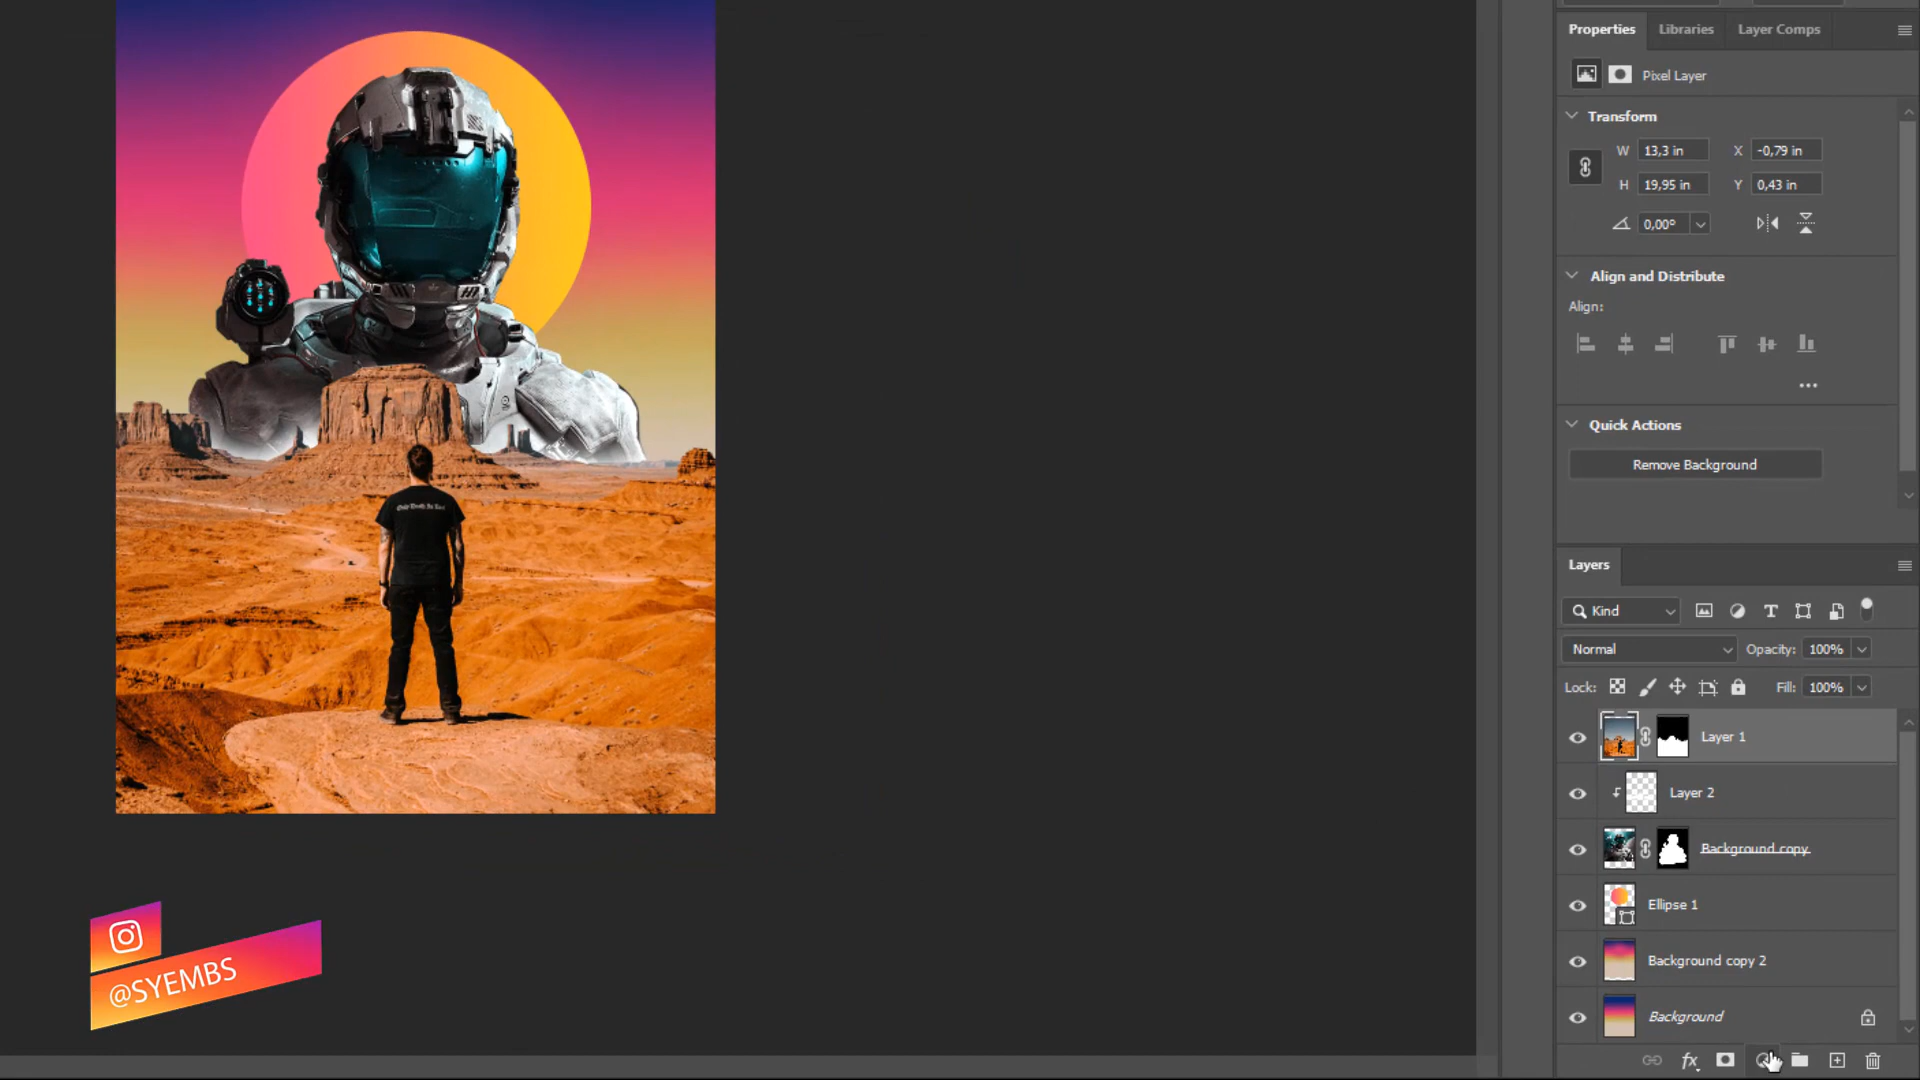 Properties
Libraries
Layer Comps
Pixel Layer
Transform
W 13,3 in X -0,79 in
H 19,95 in Y 0,43 in
0,00°
Align and Distribute
Align:
Quick Actions
Remove Background
Layers
Kind
Normal Opacity: 100%
Lock: Fill: 100%
Layer 1
Layer 2
Background copy
Ellipse 1
Background copy 2
Background
fx
@SYEMBS